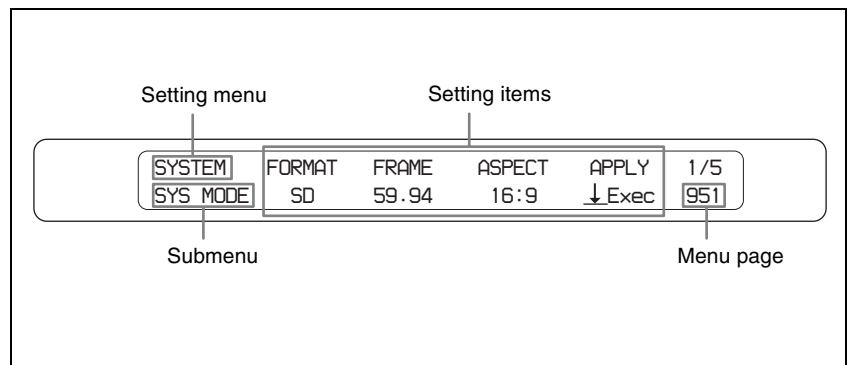 Setting menu Setting items
SYSTEM FORMAT FRAME ASPECT APPLY 1/5
SYS MODE SD 59.94 16:9 ↓Exec 951
Submenu Menu page